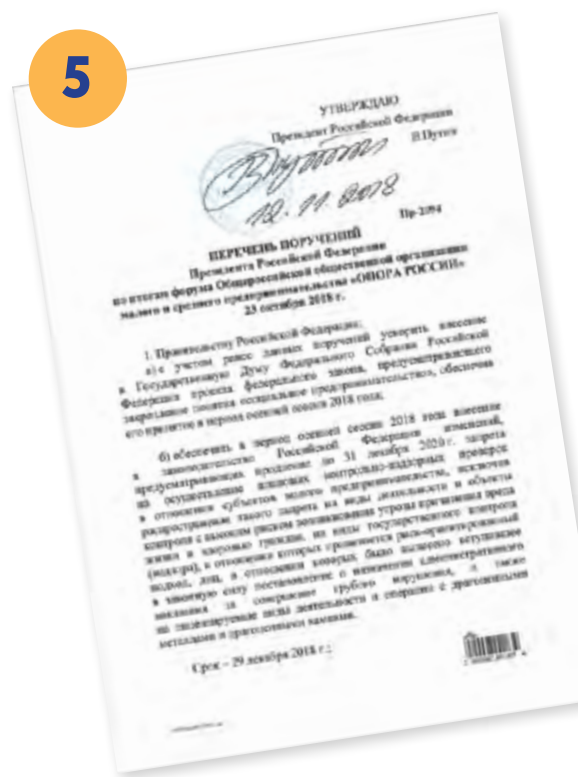 5
УТВЕРЖДАЮ
Президент Российской Федерации
В.Путин
12.11.2018
Пр-2094
ПЕРЕЧЕНЬ ПОРУЧЕНИЙ
Президента Российской Федерации
по итогам форума Общероссийской общественной организации
малого и среднего предпринимательства «ОПОРА РОССИИ»
23 октября 2018 г.
1. Правительству Российской Федерации:
а) с учетом ранее данных поручений ускорить внесение
в Государственную Думу Федерального Собрания Российской
Федерации проекта федерального закона, предусматривающего
закрепление понятия социальное предпринимательство, обеспечив
его принятие в период осенней сессии 2018 года;
б) обеспечить в период осенней сессии 2018 года внесение
в законодательство Российской Федерации изменений,
предусматривающих продление по 31 декабря 2020 г. запрета
на осуществление плановых контрольно-надзорных проверок
в отношении субъектов малого предпринимательства, исключив
распространение такого запрета на виды деятельности и объекты
контроля с высоким риском возникновения угрозы причинения вреда
жизни и здоровью граждан, на виды государственного контроля
(надзора), в отношении которых применяется риск-ориентированный
подход, лиц, в отношении которых было вынесено вступившее
в законную силу постановление о назначении административного
наказания за совершение грубого нарушения, а также
на лицензируемые виды деятельности и операции с драгоценными
металлами и драгоценными камнями.
Срок – 29 декабря 2018 г.;